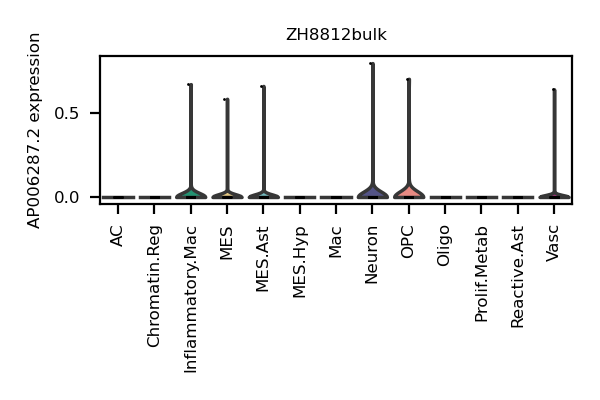 ZH8812bulk
AP006287.2 expression
0.5
0.0
AC
Chromatin.Reg
Inflammatory.Mac
MES
MES.Ast
MES.Hyp
Mac
Neuron
OPC
Oligo
Prolif.Metab
Reactive.Ast
Vasc